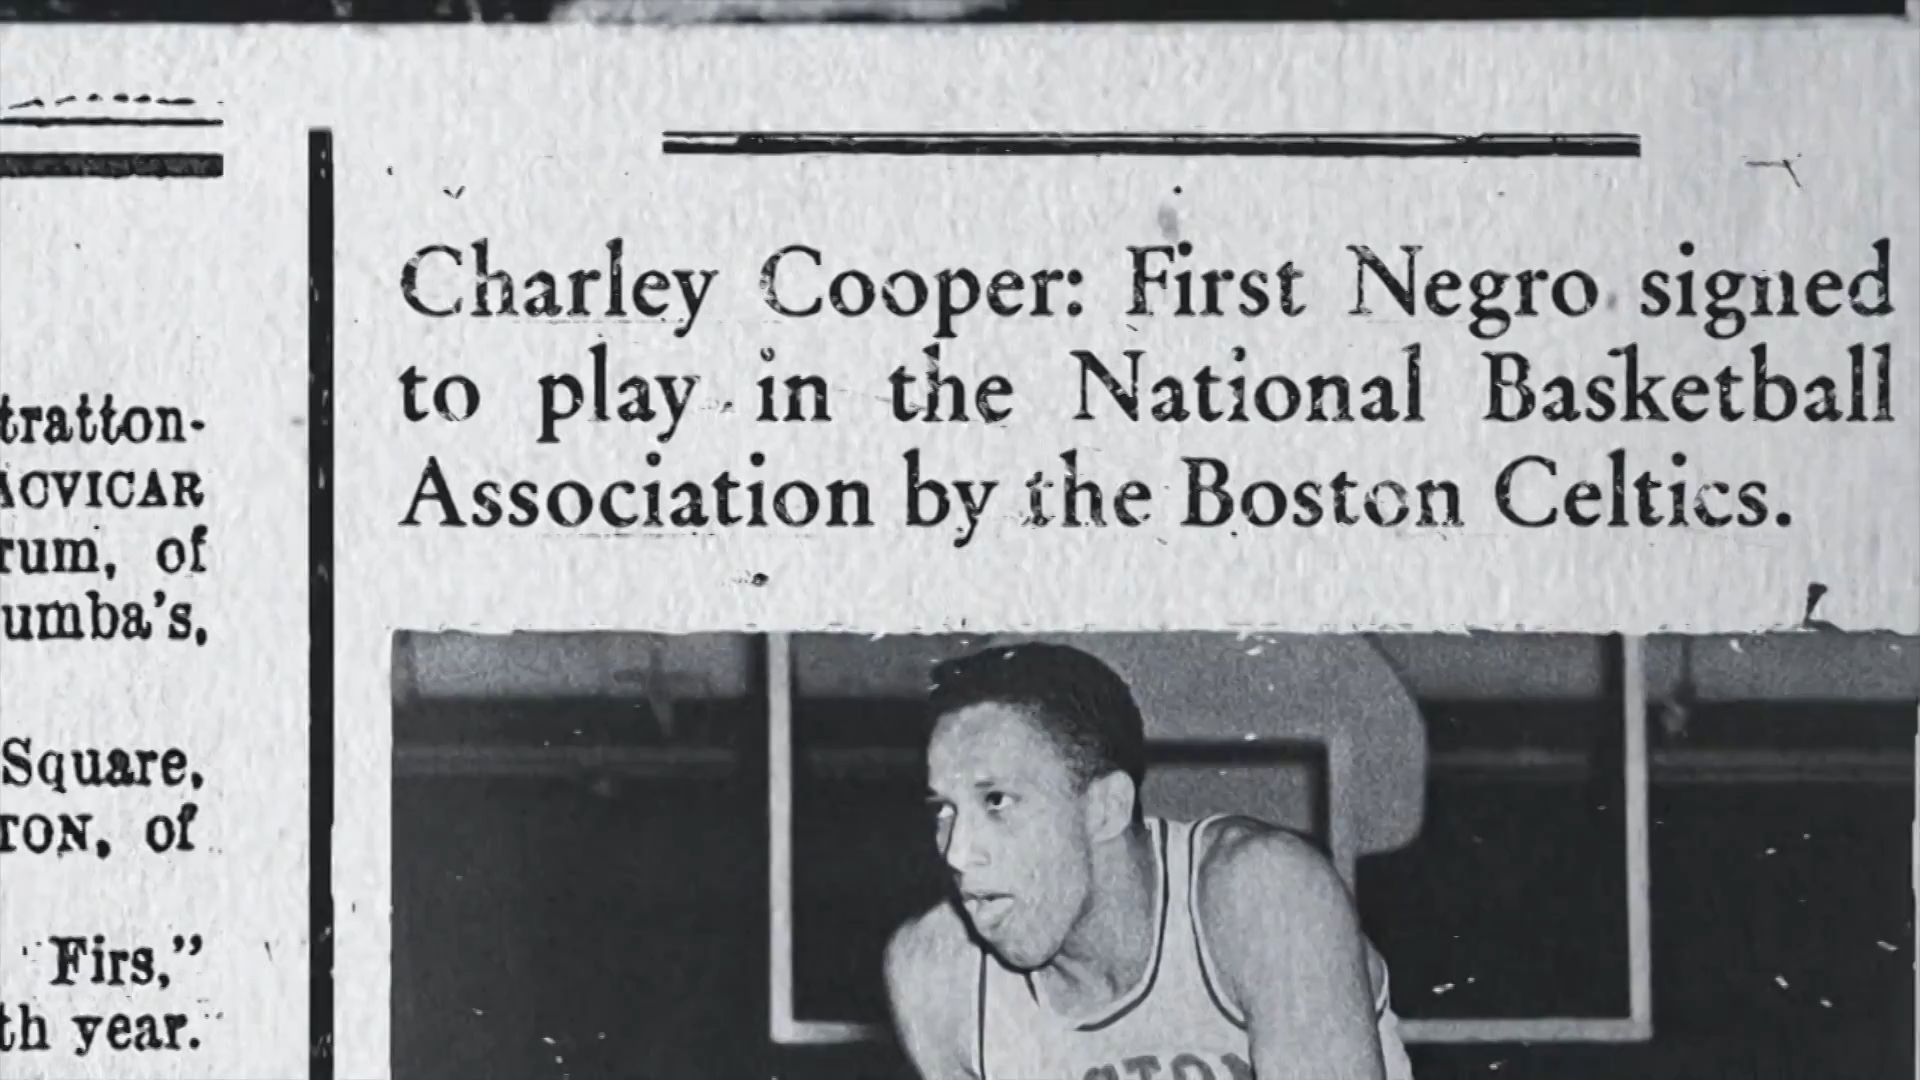 tratton-
ACVICAR
rum, of
umba's,
Square,
TON, of
Firs,"
th year.
Charley Cooper: First Negro signed
to play in the National Basketball
Association by the Boston Celtics.
STON